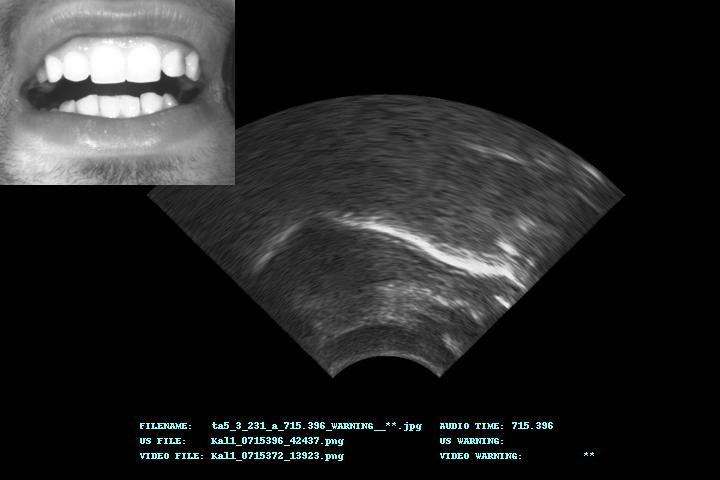 FILENAME: ta5_3_231_a_715.396_WARNING__**.jpg AUDIO TIME: 715.396
US FILE: Kal1_0715396_42437.png US WARNING:
VIDEO FILE: Kal1_0715372_13923.png VIDEO WARNING: **